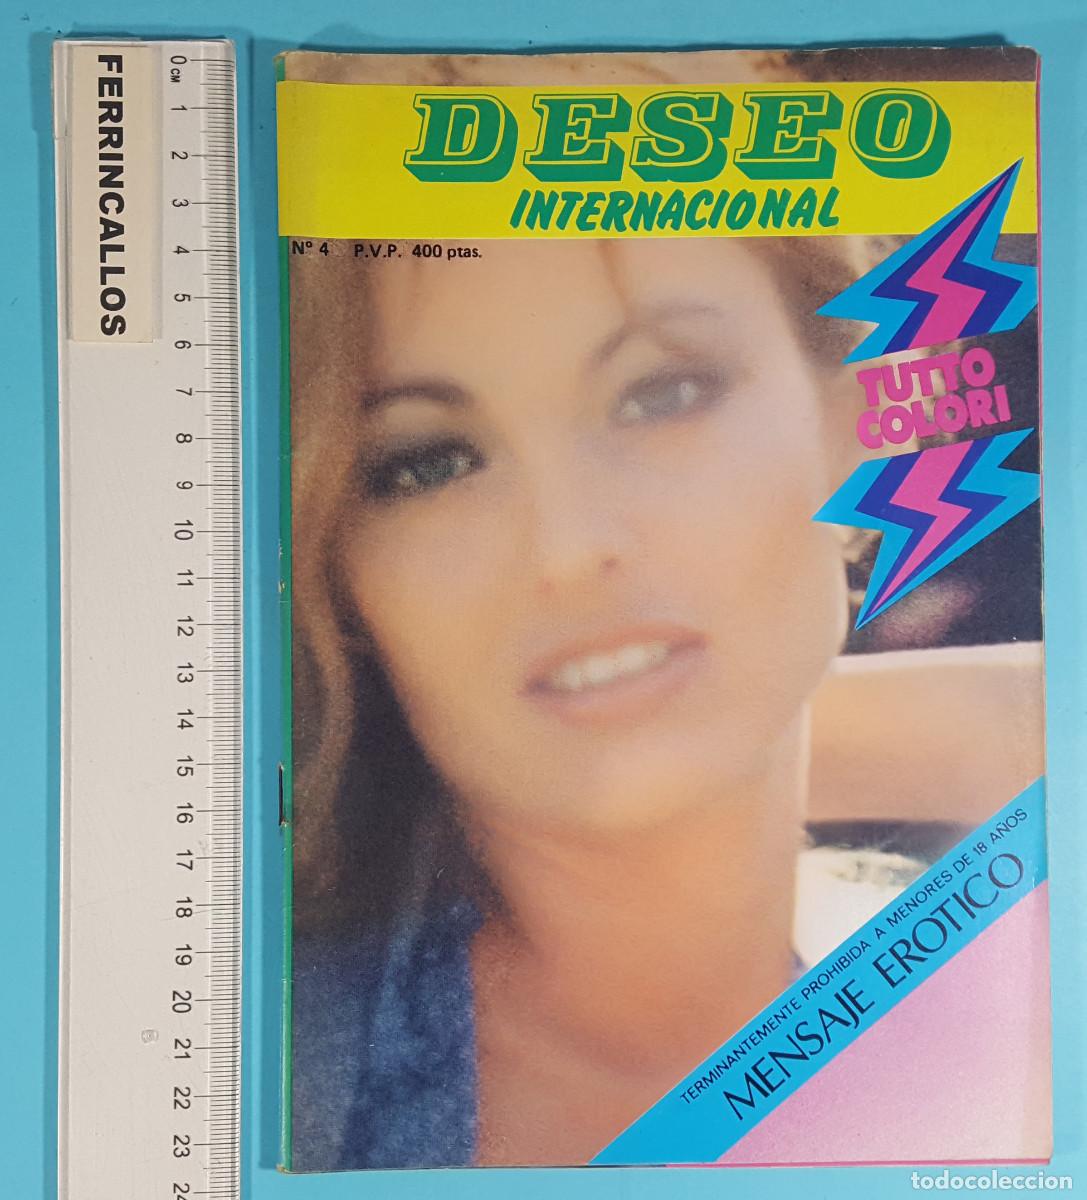 FERRINCALLOS
0 CM
1
2
3
4
5
6
7
8
9
10
11
12
13
14
15
16
17
18
19
20
21
22
23
24
DESEO
INTERNACIONAL
Nº 4 P.V.P. 400 ptas.
TUTTO
COLORI
TERMINANTEMENTE PROHIBIDA A MENORES DE 18 AÑOS
MENSAJE EROTICO
todocoleccion